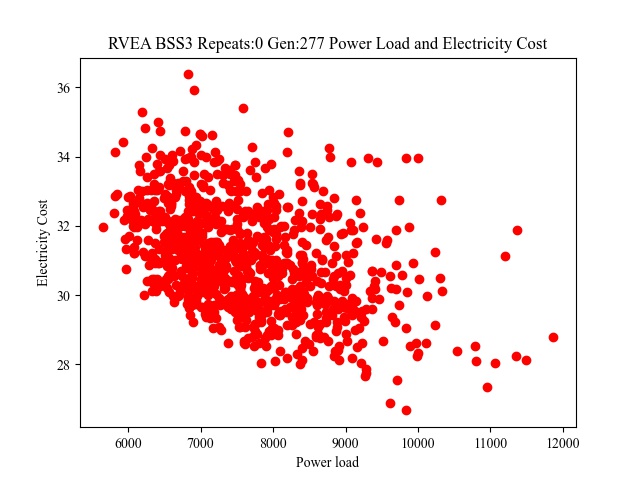 RVEA BSS3 Repeats:0 Gen:277 Power Load and Electricity Cost
Electricity Cost
36
34
32
30
28
6000 7000 8000 9000 10000 11000 12000
Power load